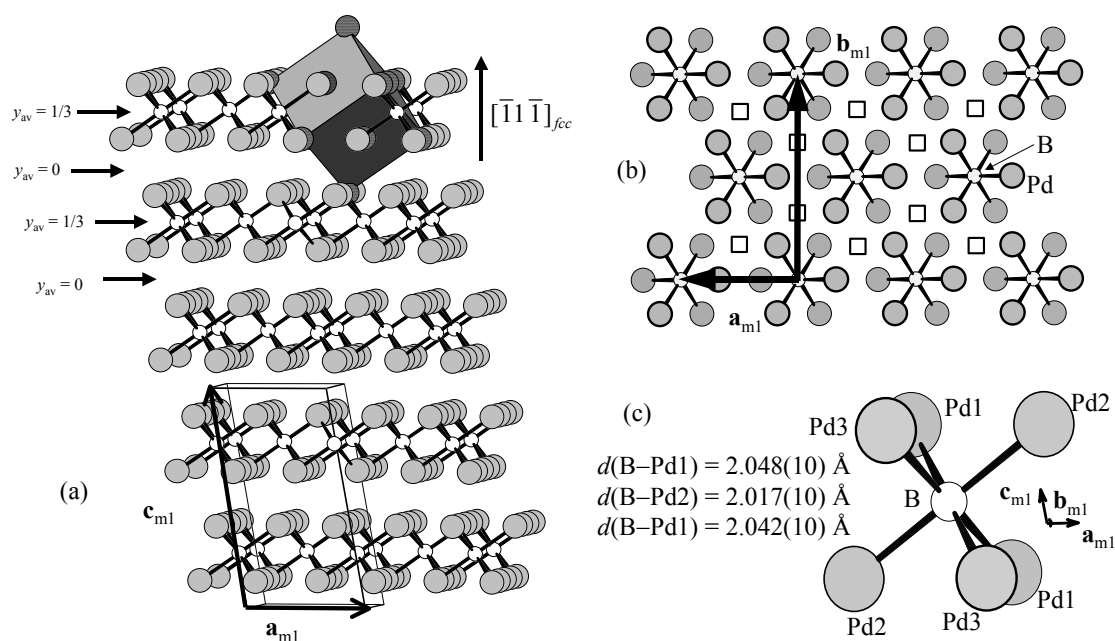 y_av = 1/3
y_av = 0
y_av = 1/3
y_av = 0
[1̄1 1̄]_fcc
(a)
c_m1
a_m1
b_m1
(b)
B
Pd
a_m1
(c)
Pd3
Pd1
Pd2
d(B–Pd1) = 2.048(10) Å
d(B–Pd2) = 2.017(10) Å
d(B–Pd1) = 2.042(10) Å
B
c_m1
b_m1
a_m1
Pd2
Pd3
Pd1